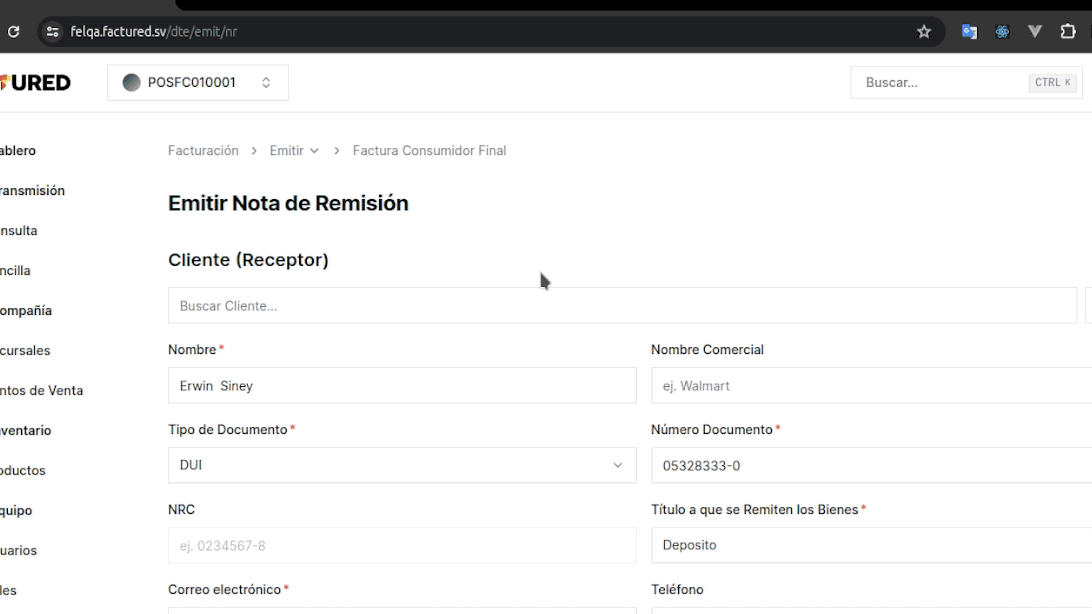 felqa.factured.sv/dte/emit/nr
URED
POSFC010001
Buscar...
CTRL K
ablero
Facturación > Emitir > Factura Consumidor Final
ransmisión
Emitir Nota de Remisión
nsulta
Cliente (Receptor)
ncilla
ompañía
Buscar Cliente...
cursales
Nombre*
Nombre Comercial
ntos de Venta
Erwin  Siney
ej. Walmart
ventario
Tipo de Documento*
Número Documento*
oductos
DUI
05328333-0
quipo
NRC
Título a que se Remiten los Bienes*
uarios
ej. 0234567-8
Deposito
les
Correo electrónico*
Teléfono